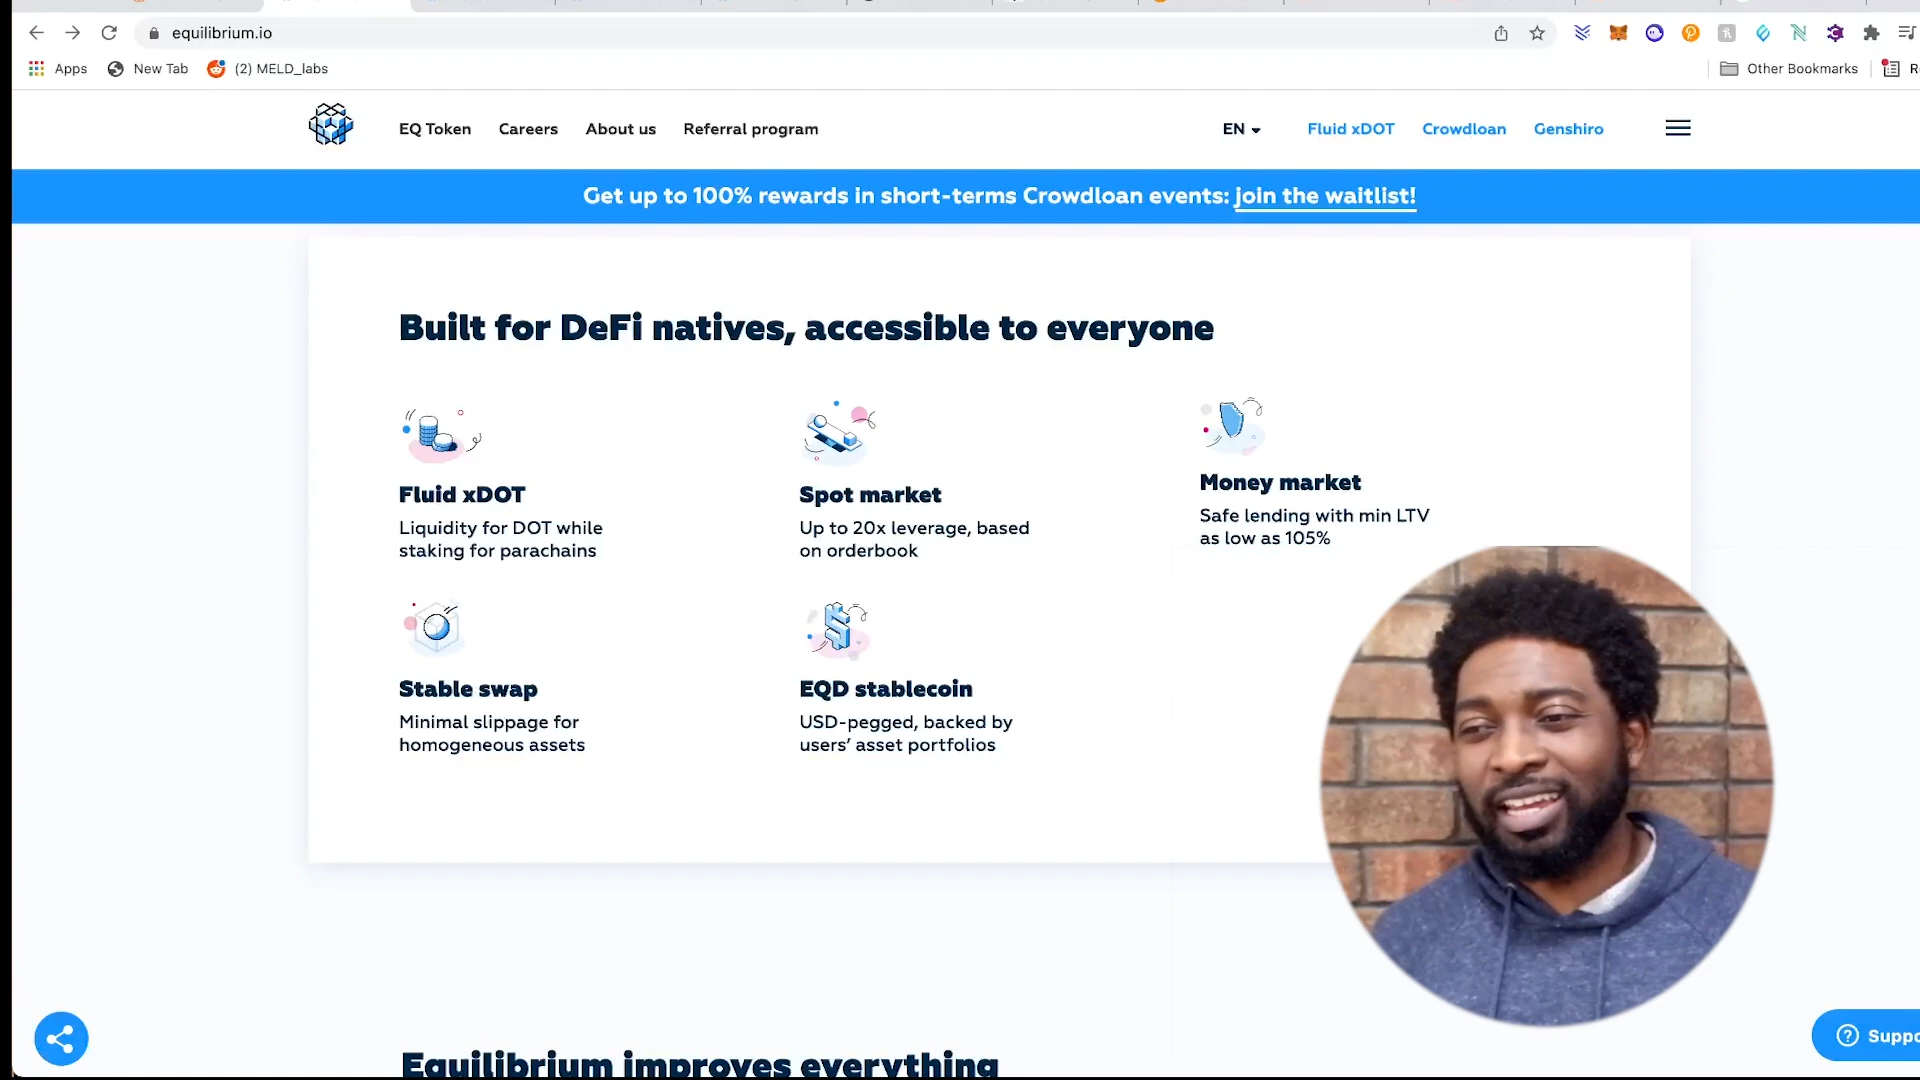 equilibrium.io
Apps
New Tab
(2) MELD_labs
Other Bookmarks
EQ Token
Careers
About us
Referral program
EN
Fluid xDOT
Crowdloan
Genshiro
Get up to 100% rewards in short-terms Crowdloan events: join the waitlist!
Built for DeFi natives, accessible to everyone
Fluid xDOT
Liquidity for DOT while
staking for parachains
Spot market
Up to 20x leverage, based
on orderbook
Money market
Safe lending with min LTV
as low as 105%
Stable swap
Minimal slippage for
homogeneous assets
EQD stablecoin
USD-pegged, backed by
users’ asset portfolios
Equilibrium improves everything